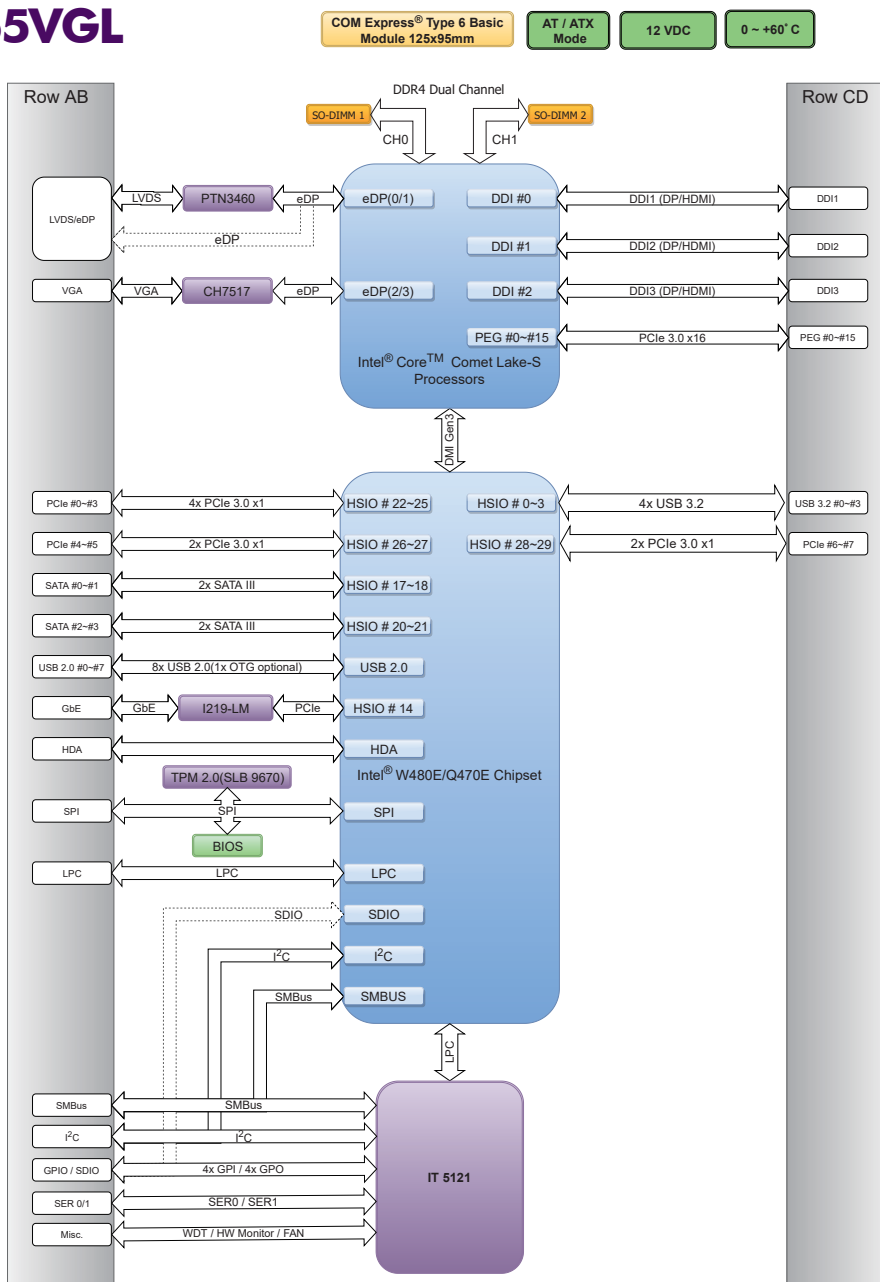 55VGL
COM Express® Type 6 Basic
Module 125x95mm
AT / ATX
Mode
12 VDC
0 ~ +60° C
Row AB
Row CD
DDR4 Dual Channel
SO-DIMM 1
SO-DIMM 2
CH0
CH1
LVDS/eDP
LVDS
PTN3460
eDP
eDP(0/1)
DDI #0
DDI1 (DP/HDMI)
DDI1
eDP
DDI #1
DDI2 (DP/HDMI)
DDI2
VGA
VGA
CH7517
eDP
eDP(2/3)
DDI #2
DDI3 (DP/HDMI)
DDI3
PEG #0~#15
PCIe 3.0 x16
PEG #0~#15
Intel® Core™ Comet Lake-S
Processors
DMI Gen3
PCIe #0~#3
4x PCIe 3.0 x1
HSIO # 22~25
HSIO # 0~3
4x USB 3.2
USB 3.2 #0~#3
PCIe #4~#5
2x PCIe 3.0 x1
HSIO # 26~27
HSIO # 28~29
2x PCIe 3.0 x1
PCIe #6~#7
SATA #0~#1
2x SATA III
HSIO # 17~18
SATA #2~#3
2x SATA III
HSIO # 20~21
USB 2.0 #0~#7
8x USB 2.0(1x OTG optional)
USB 2.0
GbE
GbE
I219-LM
PCIe
HSIO # 14
HDA
HDA
TPM 2.0(SLB 9670)
Intel® W480E/Q470E Chipset
SPI
SPI
SPI
BIOS
LPC
LPC
LPC
SDIO
SDIO
I²C
I²C
SMBus
SMBUS
LPC
SMBus
SMBus
I²C
I²C
GPIO / SDIO
4x GPI / 4x GPO
IT 5121
SER 0/1
SER0 / SER1
Misc.
WDT / HW Monitor / FAN